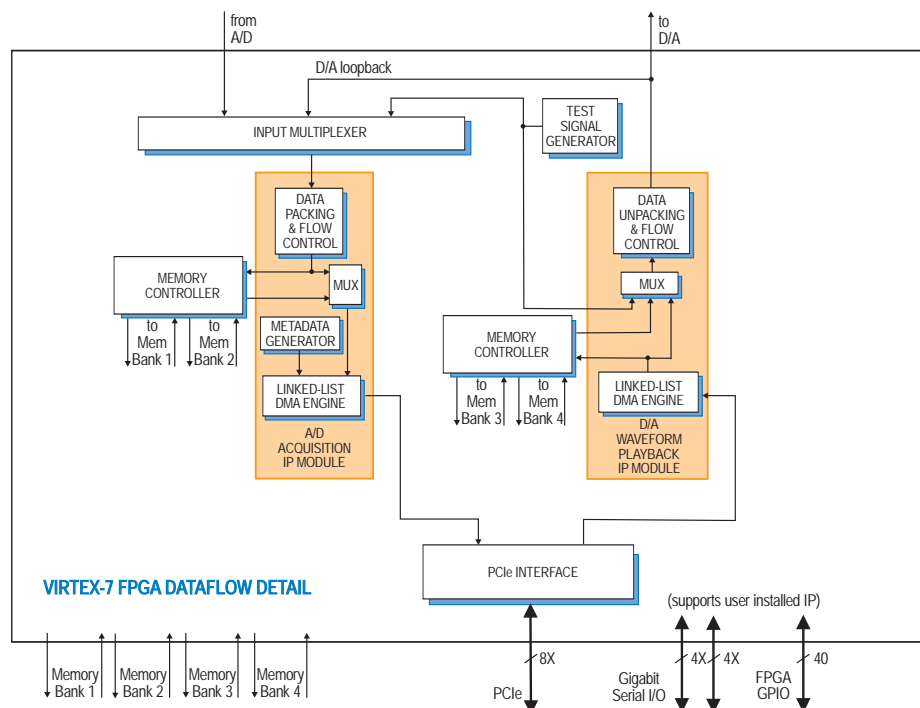 from
A/D
to
D/A
D/A loopback
INPUT MULTIPLEXER
TEST
SIGNAL
GENERATOR
DATA
PACKING
& FLOW
CONTROL
DATA
UNPACKING
& FLOW
CONTROL
MEMORY
CONTROLLER
MUX
MUX
to
Mem
Bank 1
to
Mem
Bank 2
METADATA
GENERATOR
MEMORY
CONTROLLER
LINKED-LIST
DMA ENGINE
to
Mem
Bank 3
to
Mem
Bank 4
LINKED-LIST
DMA ENGINE
A/D
ACQUISITION
IP MODULE
D/A
WAVEFORM
PLAYBACK
IP MODULE
PCIe INTERFACE
VIRTEX-7 FPGA DATAFLOW DETAIL
(supports user installed IP)
Memory
Bank 1
Memory
Bank 2
Memory
Bank 3
Memory
Bank 4
8X
PCIe
4X
4X
Gigabit
Serial I/O
40
FPGA
GPIO